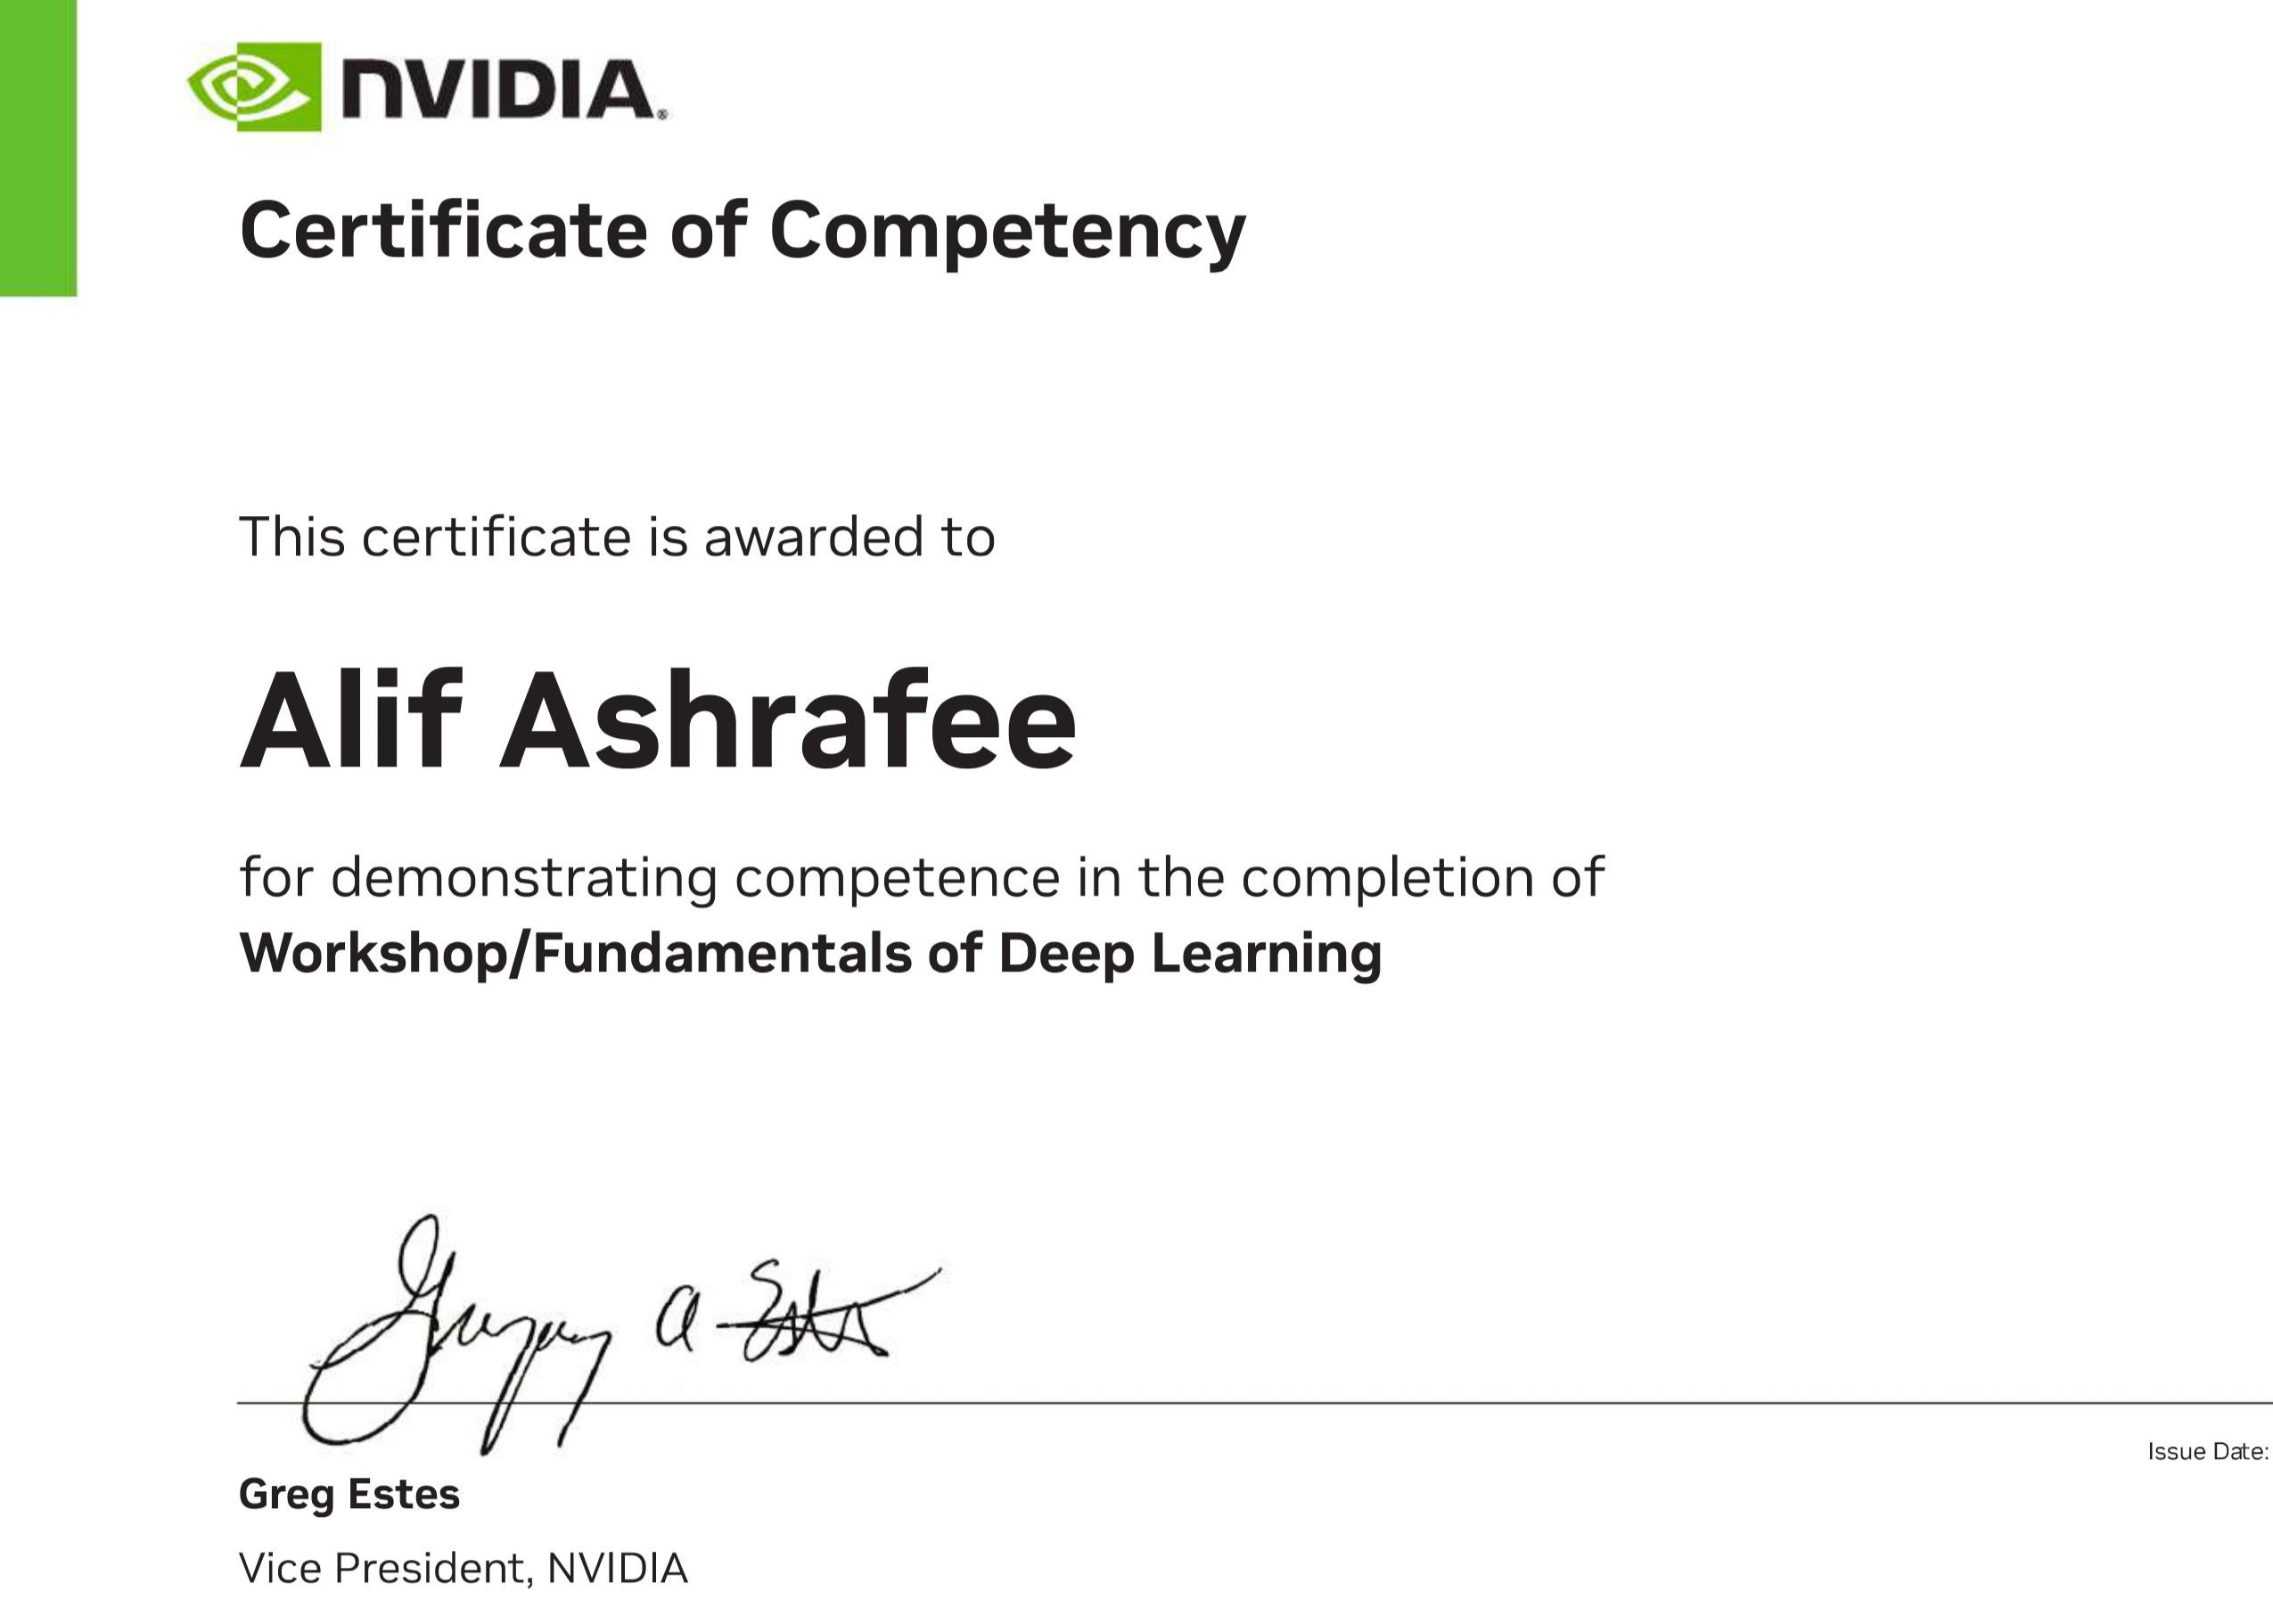 NVIDIA®
Certificate of Competency
This certificate is awarded to
Alif Ashrafee
for demonstrating competence in the completion of
Workshop/Fundamentals of Deep Learning
Gregory A Estes
Issue Date:
Greg Estes
Vice President, NVIDIA